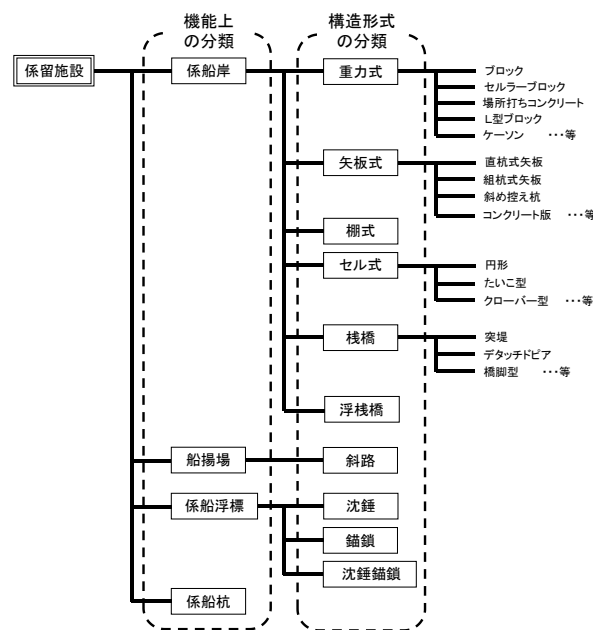 機能上
の分類
構造形式
の分類
係留施設
係船岸
重力式
ブロック
セルラーブロック
場所打ちコンクリート
L型ブロック
ケーソン ・・・等
矢板式
直杭式矢板
組杭式矢板
斜め控え杭
コンクリート版 ・・・等
棚式
セル式
円形
たいこ型
クローバー型 ・・・等
桟橋
突堤
デタッチドピア
橋脚型 ・・・等
浮桟橋
船揚場
斜路
係船浮標
沈錘
錨鎖
沈錘錨鎖
係船杭